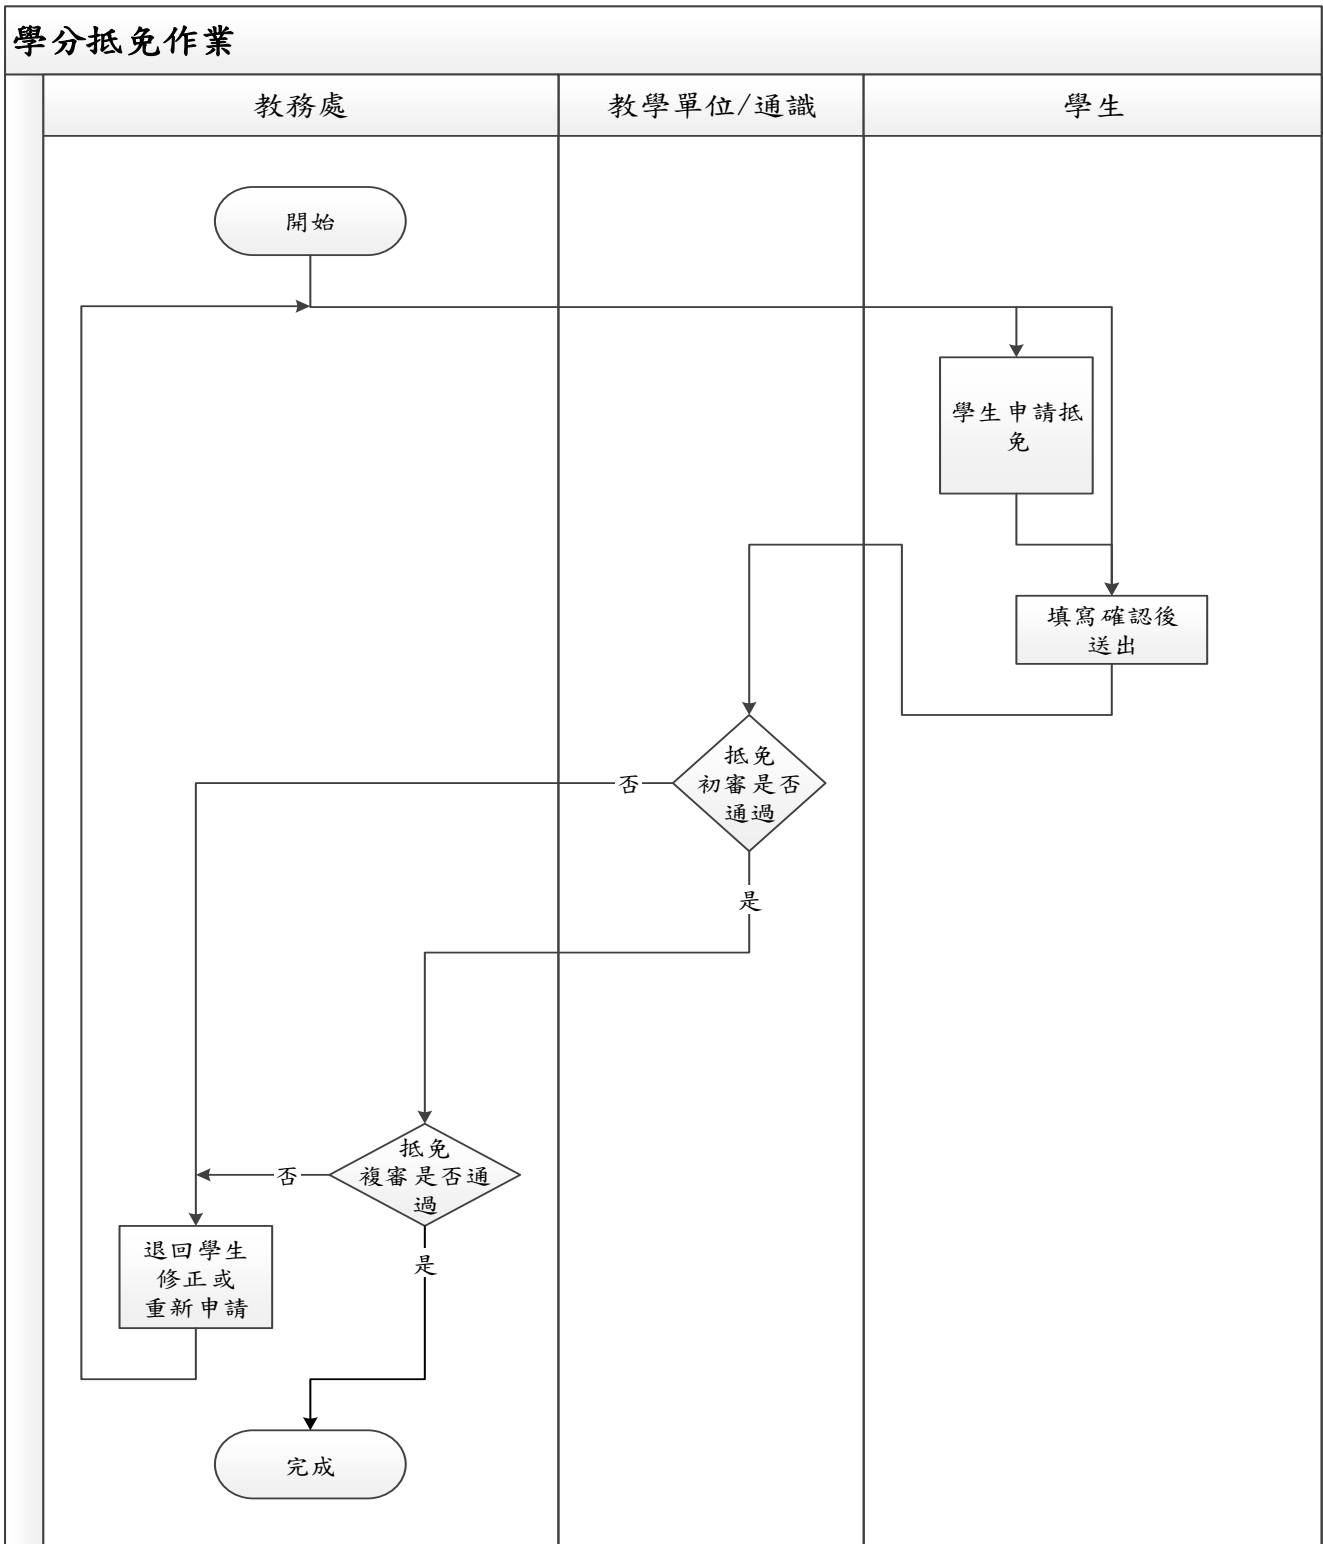 學分抵免作業
教務處
教學單位/通識
學生
開始
學生申請抵
免
填寫確認後
送出
抵免
初審是否
通過
否
是
抵免
複審是否通
過
否
是
退回學生
修正或
重新申請
完成